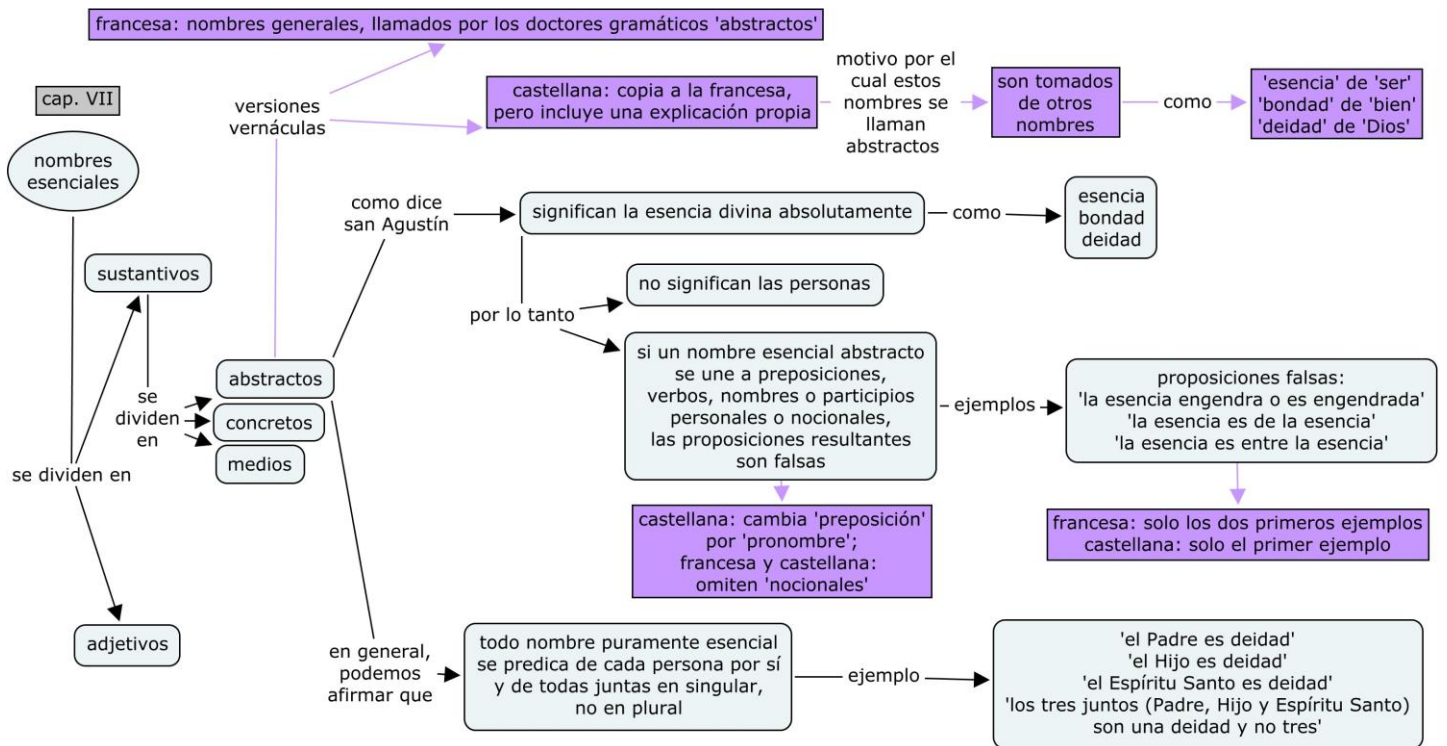 francesa: nombres generales, llamados por los doctores gramáticos 'abstractos'
cap. VII
versiones
vernáculas
castellana: copia a la francesa,
pero incluye una explicación propia
motivo por el
cual estos
nombres se
llaman
abstractos
son tomados
de otros
nombres
como
'esencia' de 'ser'
'bondad' de 'bien'
'deidad' de 'Dios'
nombres
esenciales
como dice
san Agustín
significan la esencia divina absolutamente
como
esencia
bondad
deidad
sustantivos
no significan las personas
por lo tanto
si un nombre esencial abstracto
se une a preposiciones,
verbos, nombres o participios
personales o nocionales,
las proposiciones resultantes
son falsas
ejemplos
proposiciones falsas:
'la esencia engendra o es engendrada'
'la esencia es de la esencia'
'la esencia es entre la esencia'
se
dividen
en
abstractos
concretos
medios
se dividen en
castellana: cambia 'preposición'
por 'pronombre';
francesa y castellana:
omiten 'nocionales'
francesa: solo los dos primeros ejemplos
castellana: solo el primer ejemplo
adjetivos
en general,
podemos
afirmar que
todo nombre puramente esencial
se predica de cada persona por sí
y de todas juntas en singular,
no en plural
ejemplo
'el Padre es deidad'
'el Hijo es deidad'
'el Espíritu Santo es deidad'
'los tres juntos (Padre, Hijo y Espíritu Santo)
son una deidad y no tres'